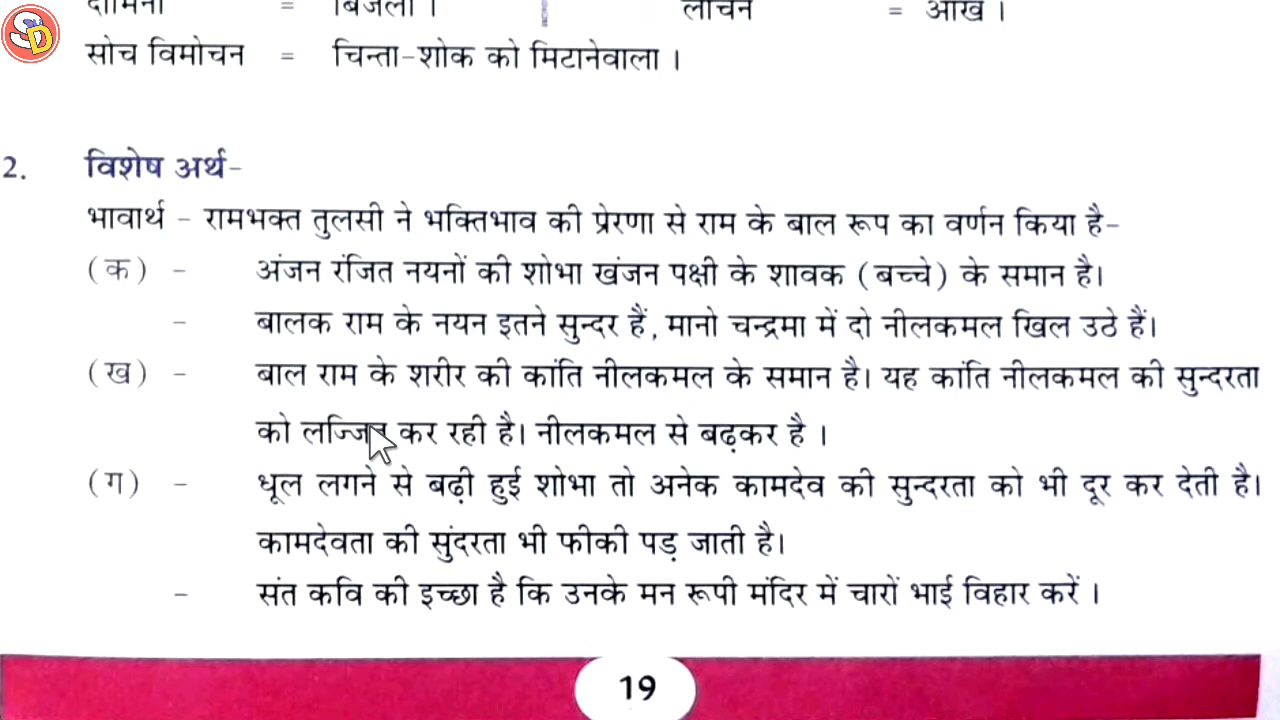 दामिनी = बिजली । लोचन = आँख ।
सोच विमोचन = चिन्ता-शोक को मिटानेवाला ।
2. विशेष अर्थ-
भावार्थ - रामभक्त तुलसी ने भक्तिभाव की प्रेरणा से राम के बाल रूप का वर्णन किया है-
(क) - अंजन रंजित नयनों की शोभा खंजन पक्षी के शावक (बच्चे) के समान है।
- बालक राम के नयन इतने सुन्दर हैं, मानो चन्द्रमा में दो नीलकमल खिल उठे हैं।
(ख) - बाल राम के शरीर की कांति नीलकमल के समान है। यह कांति नीलकमल की सुन्दरता
को लज्जित कर रही है। नीलकमल से बढ़कर है ।
(ग) - धूल लगने से बढ़ी हुई शोभा तो अनेक कामदेव की सुन्दरता को भी दूर कर देती है।
कामदेवता की सुंदरता भी फीकी पड़ जाती है।
- संत कवि की इच्छा है कि उनके मन रूपी मंदिर में चारों भाई विहार करें ।
19